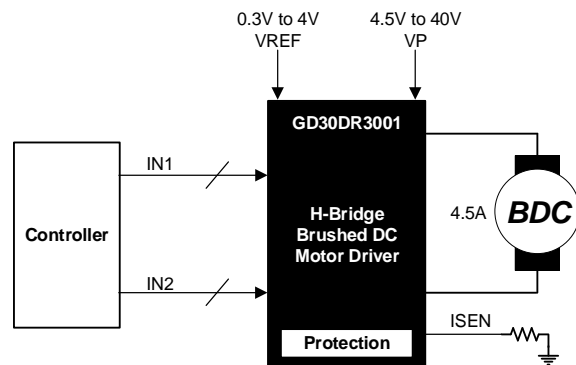 0.3V to 4V
VREF
4.5V to 40V
VP
GD30DR3001
IN1
Controller
H-Bridge
Brushed DC
Motor Driver
4.5A
BDC
IN2
ISEN
Protection